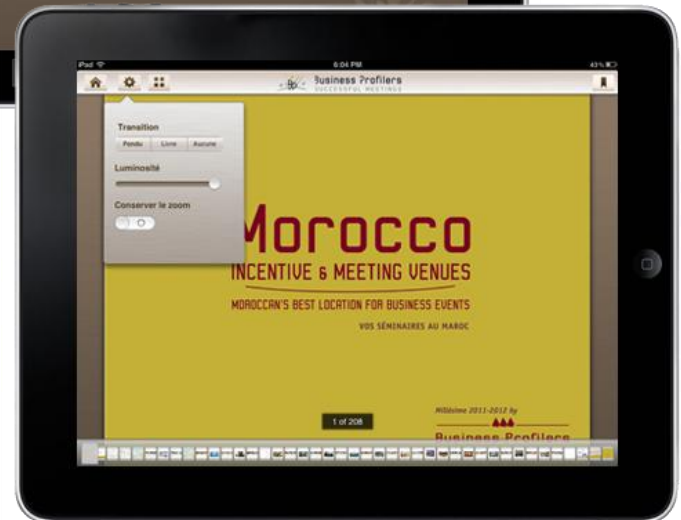 iPad
6:04 PM
43%
Business Profilers
SUCCESSFUL MEETINGS
Transition
Fondu Livre Aucune
Luminosité
Conserver le zoom
Morocco
INCENTIVE & MEETING VENUES
MOROCCAN'S BEST LOCATION FOR BUSINESS EVENTS
VOS SÉMINAIRES AU MAROC
1 of 208
Millésime 2011-2012 by
Business Profilers